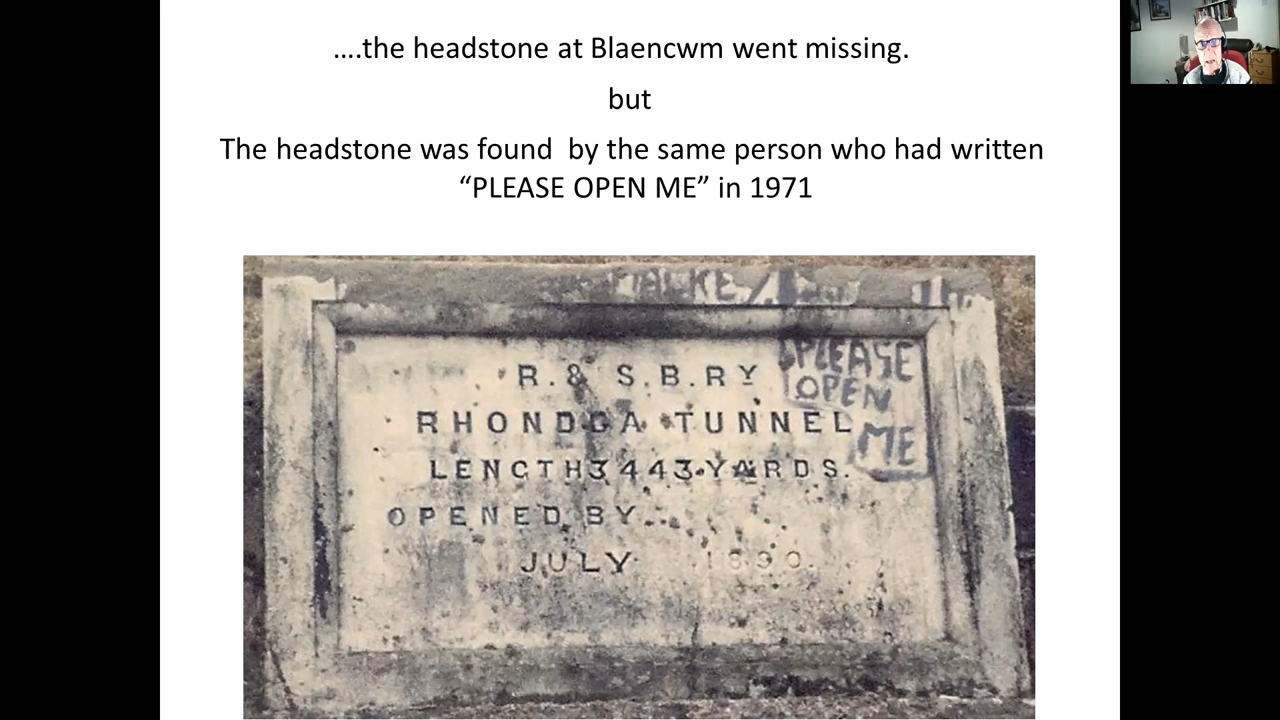 ….the headstone at Blaencwm went missing.
but
The headstone was found by the same person who had written
“PLEASE OPEN ME” in 1971
R. & S.B.RY
RHONDDA TUNNEL
LENGTH 3443 YARDS.
OPENED BY...
JULY 1890.
PLEASE
OPEN
ME